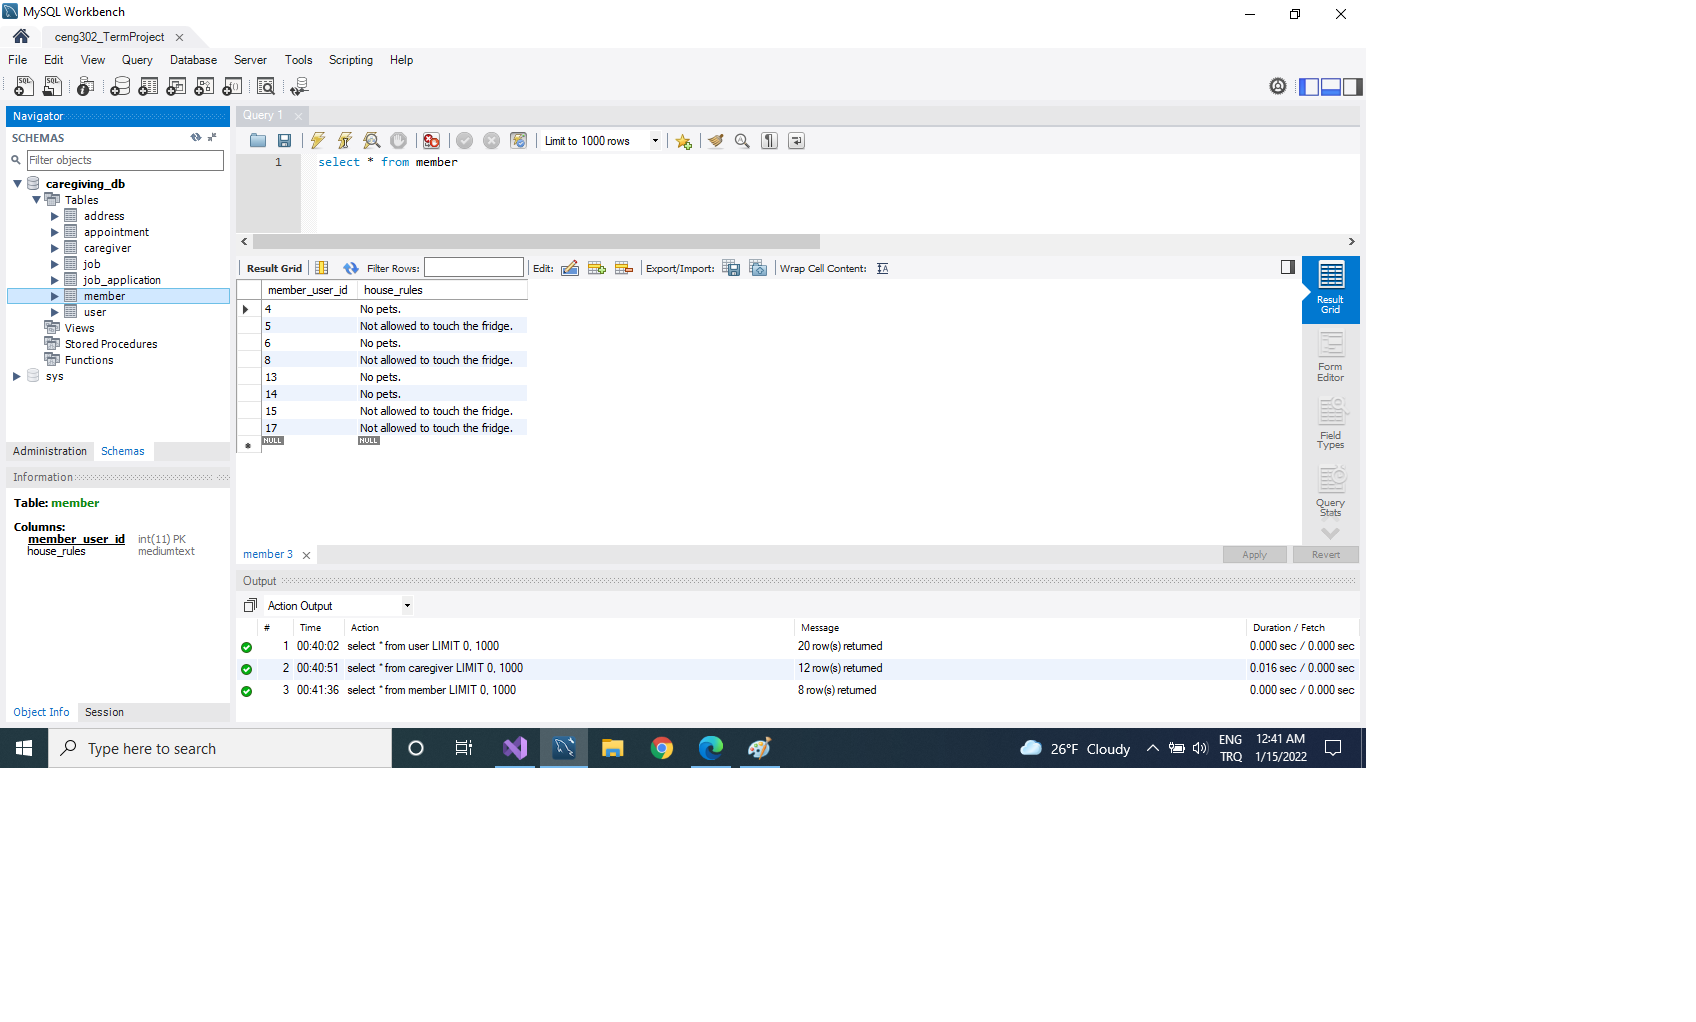 MySQL Workbench
ceng302_TermProject
File Edit View Query Database Server Tools Scripting Help
Navigator
SCHEMAS
Filter objects
caregiving_db
Tables
address
appointment
caregiver
job
job_application
member
user
Views
Stored Procedures
Functions
sys
Administration Schemas
Information
Table: member
Columns:
member_user_id int(11) PK
house_rules mediumtext
Object Info Session
Query 1
Limit to 1000 rows
1 select * from member
Result Grid Filter Rows: Edit: Export/Import: Wrap Cell Content:
member_user_id house_rules
4 No pets.
5 Not allowed to touch the fridge.
6 No pets.
8 Not allowed to touch the fridge.
13 No pets.
14 No pets.
15 Not allowed to touch the fridge.
17 Not allowed to touch the fridge.
NULL NULL
Result
Grid
Form
Editor
Field
Types
Query
Stats
member 3 Apply Revert
Output
Action Output
# Time Action Message Duration / Fetch
1 00:40:02 select * from user LIMIT 0, 1000 20 row(s) returned 0.000 sec / 0.000 sec
2 00:40:51 select * from caregiver LIMIT 0, 1000 12 row(s) returned 0.016 sec / 0.000 sec
3 00:41:36 select * from member LIMIT 0, 1000 8 row(s) returned 0.000 sec / 0.000 sec
Type here to search
26°F Cloudy
ENG
TRQ
12:41 AM
1/15/2022